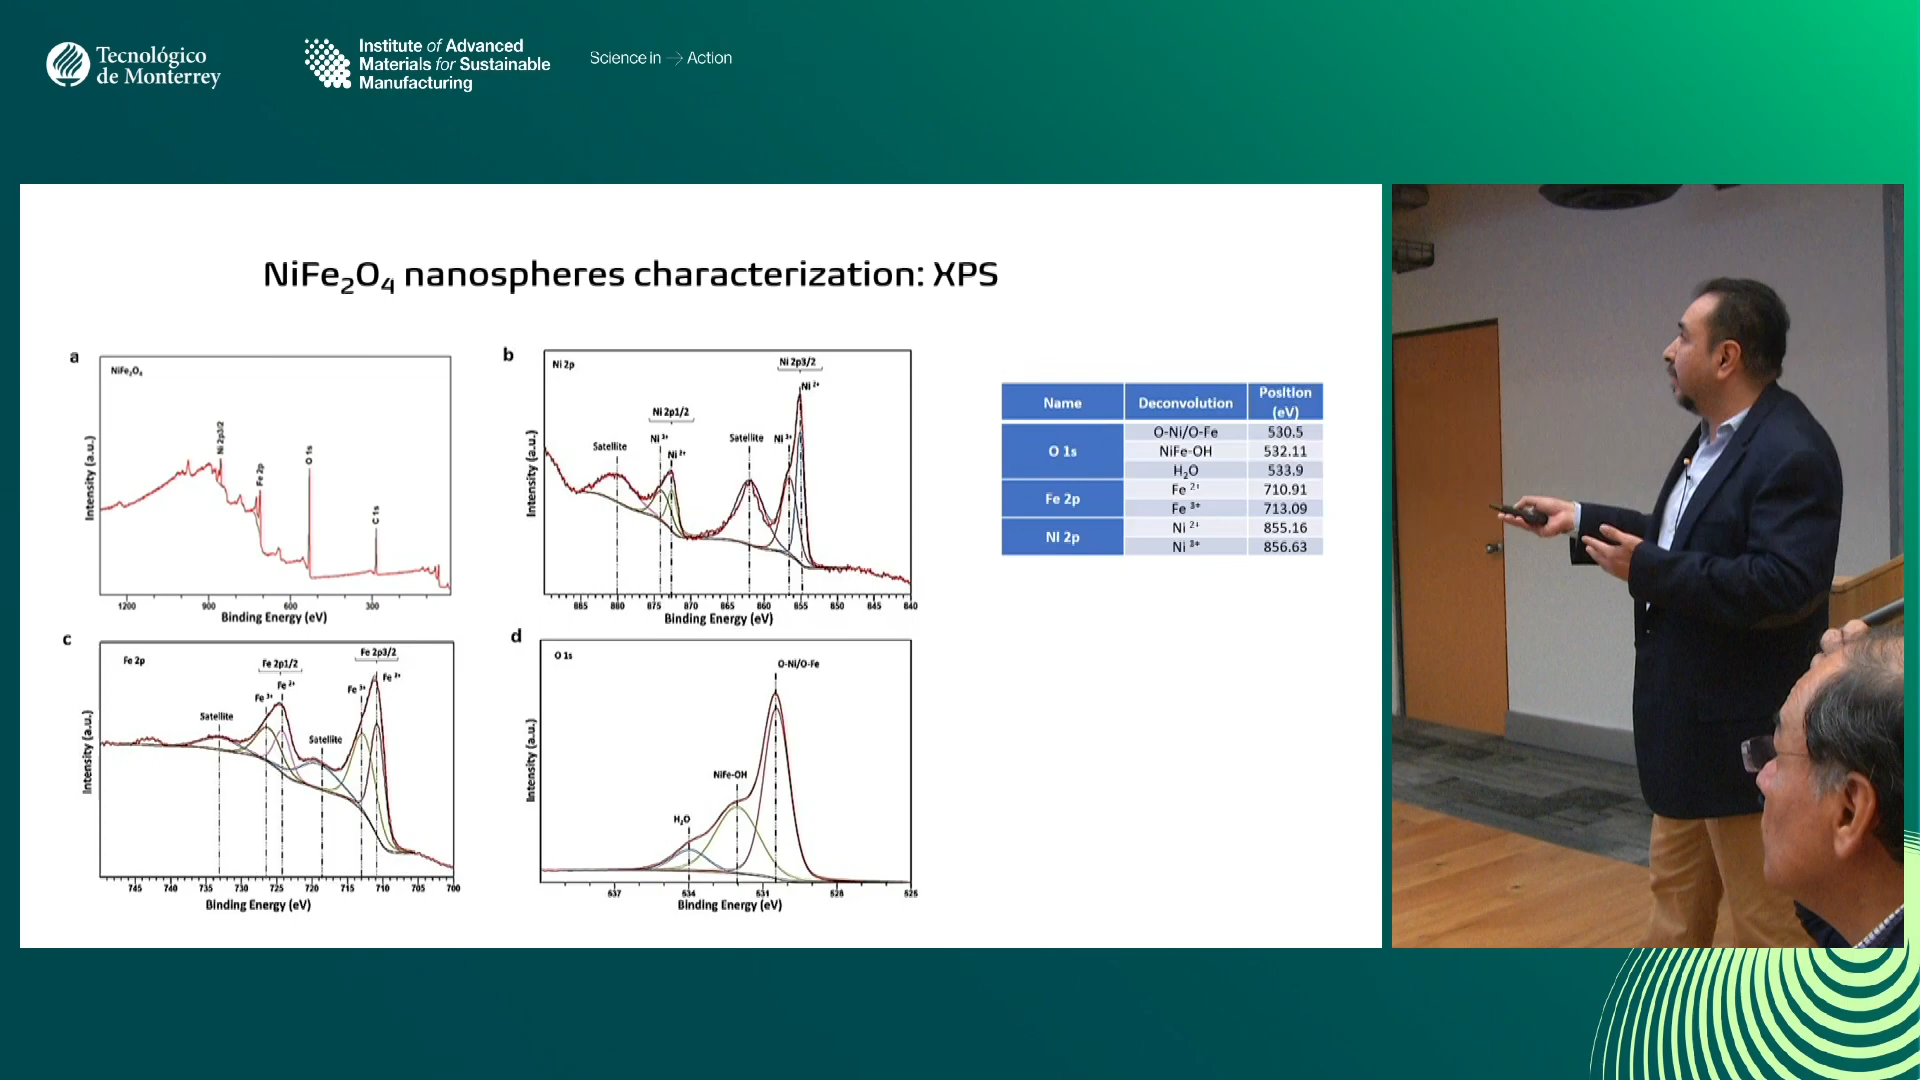 Tecnológico
de Monterrey
Institute of Advanced
Materials for Sustainable
Manufacturing
Science in → Action
NiFe₂O₄ nanospheres characterization: XPS
a
NiFe₂O₄
Ni 2p3/2
Fe 2p
O 1s
C 1s
Intensity (a.u.)
1200 900 600 300
Binding Energy (eV)
b
Ni 2p
Ni 2p3/2
Ni ²⁺
Ni 2p1/2
Satellite
Ni ³⁺
Ni ²⁺
Satellite
Ni ³⁺
Intensity (a.u.)
885 880 875 870 865 860 855 850 845 840
Binding Energy (eV)
c
Fe 2p
Fe 2p3/2
Fe 2p1/2
Fe ²⁺
Fe ³⁺
Fe ²⁺
Fe ³⁺
Satellite
Satellite
Intensity (a.u.)
745 740 735 730 725 720 715 710 705 700
Binding Energy (eV)
d
O 1s
O-Ni/O-Fe
NiFe-OH
H₂O
Intensity (a.u.)
537 534 531 528 525
Binding Energy (eV)
Name Deconvolution Position (eV)
O 1s
O-Ni/O-Fe 530.5
NiFe-OH 532.11
H₂O 533.9
Fe 2p
Fe ²⁺ 710.91
Fe ³⁺ 713.09
Ni 2p
Ni ²⁺ 855.16
Ni ³⁺ 856.63